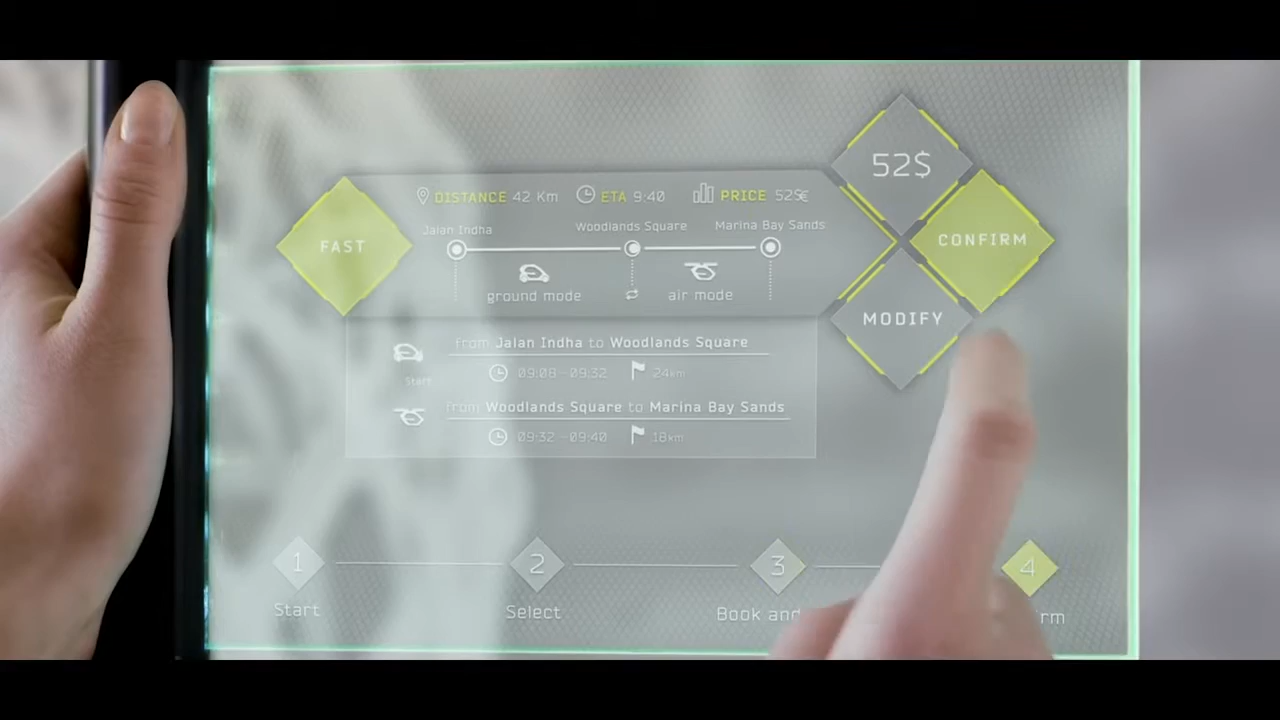 52$
DISTANCE 42 Km ETA 9:40 PRICE 52$€
Jalan Indha Woodlands Square Marina Bay Sands
FAST
CONFIRM
ground mode air mode
MODIFY
from Jalan Indha to Woodlands Square
Start
09:08 - 09:32 24km
from Woodlands Square to Marina Bay Sands
09:32 - 09:40 18km
1 2 3 4
Start Select Book and rm